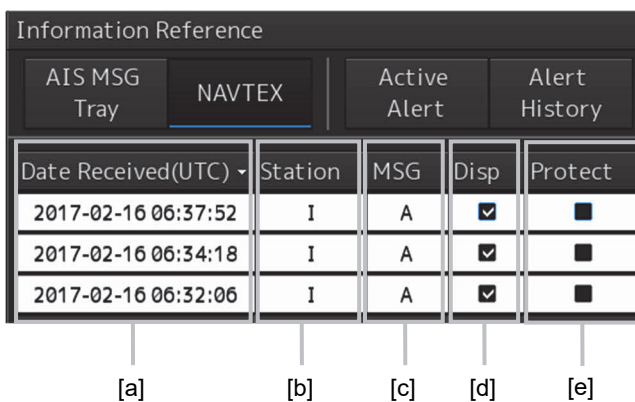 Information Reference
AIS MSG Tray NAVTEX Active Alert Alert History
Date Received(UTC) Station MSG Disp Protect
2017-02-16 06:37:52 I A
2017-02-16 06:34:18 I A
2017-02-16 06:32:06 I A
[a] [b] [c] [d] [e]